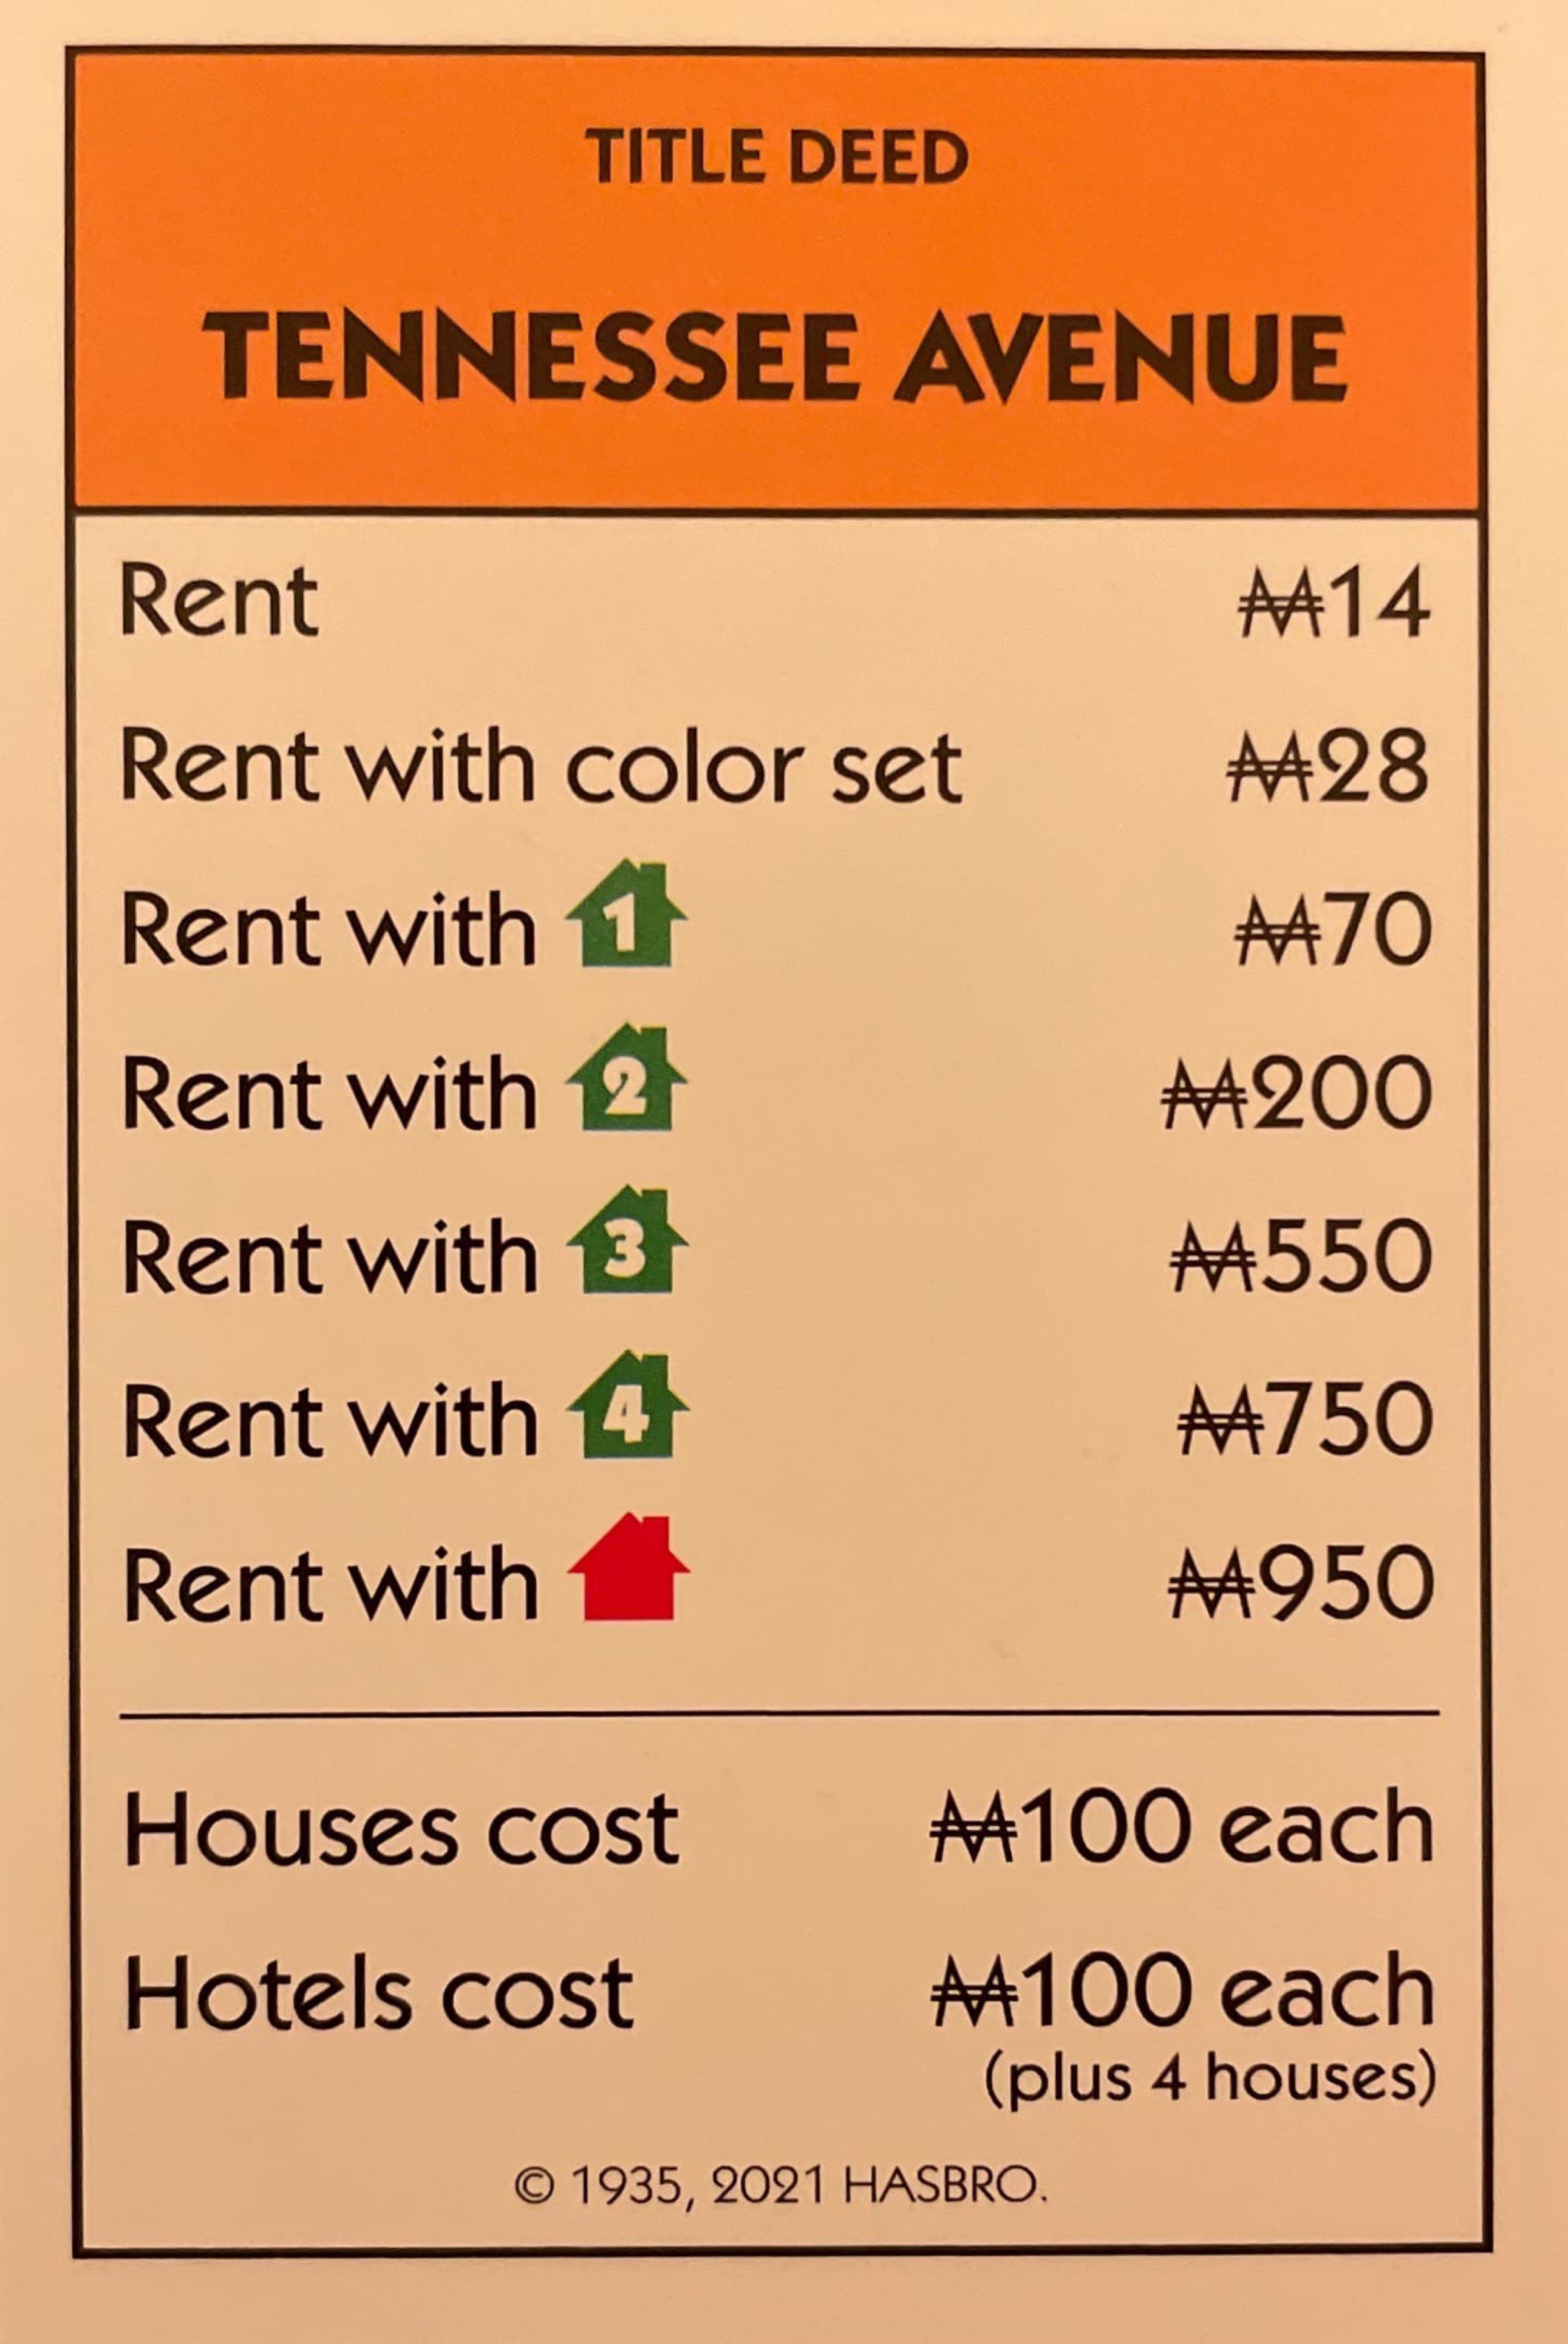 TITLE DEED
TENNESSEE AVENUE
Rent ₩14
Rent with color set ₩28
Rent with 1 ₩70
Rent with 2 ₩200
Rent with 3 ₩550
Rent with 4 ₩750
Rent with ₩950
Houses cost ₩100 each
Hotels cost ₩100 each
(plus 4 houses)
© 1935, 2021 HASBRO.